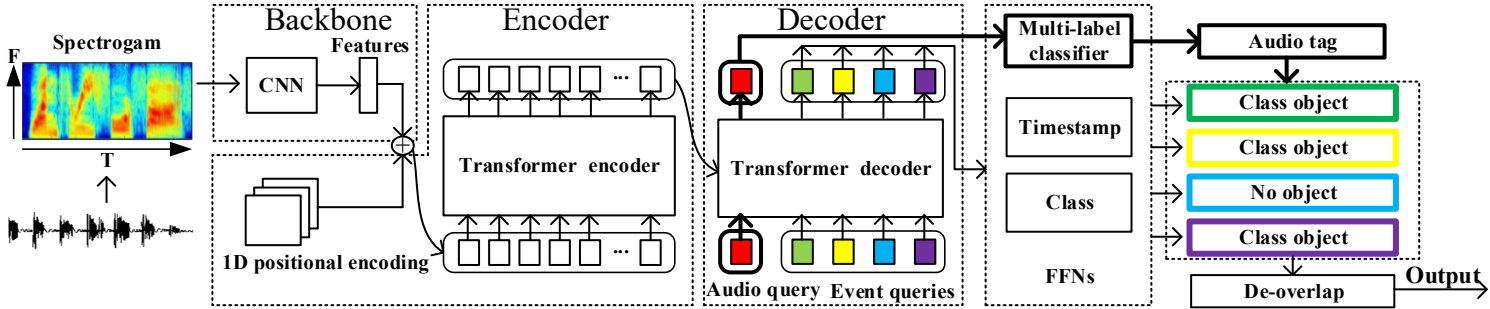 Backbone
Encoder
Decoder
Spectrogam
F
T
CNN
Features
1D positional encoding
...
Transformer encoder
...
Transformer decoder
Audio query
Event queries
Multi-label
classifier
Timestamp
Class
FFNs
Audio tag
Class object
Class object
No object
Class object
De-overlap
Output